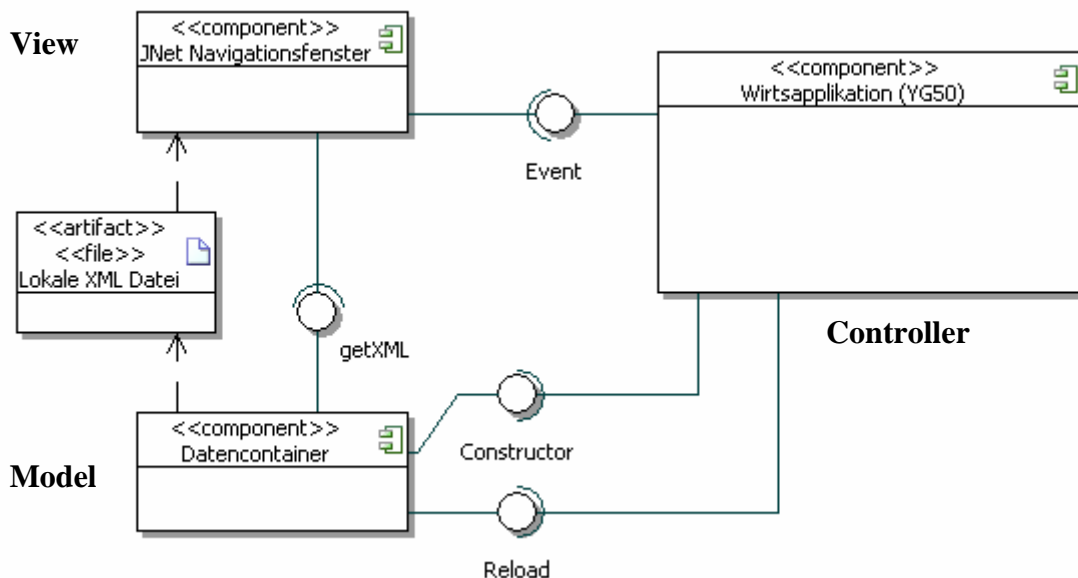 View
<<component>>
JNet Navigationsfenster
<<component>>
Wirtsapplikation (YG50)
Event
<<artifact>>
<<file>>
Lokale XML Datei
getXML
Controller
Constructor
Model
<<component>>
Datencontainer
Reload